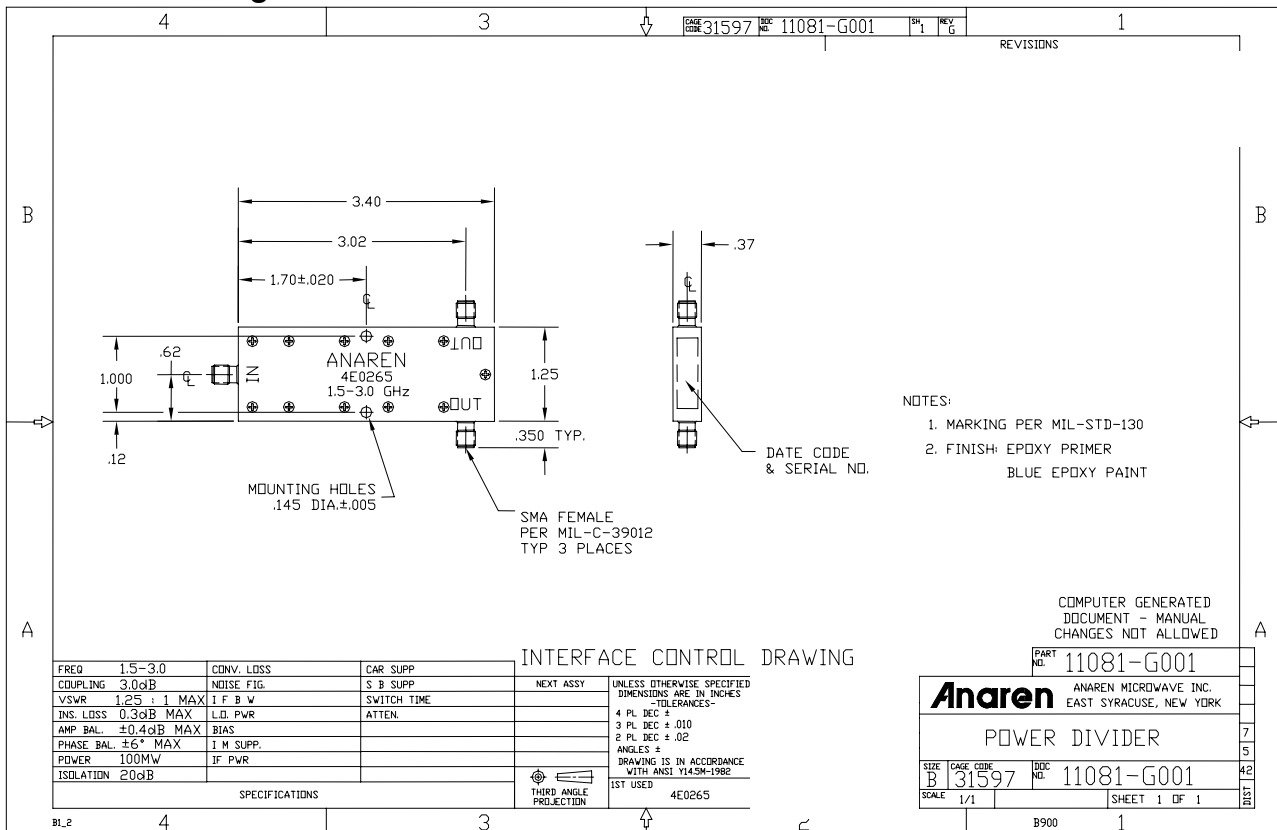 4 3 1
CAGE CODE 31597 DOC NO. 11081-G001 SH 1 REV G
REVISIONS
B B
3.40
3.02
1.70±.020
.37
℄
℄
.62
℄
1.000
.12
IN
OUT
ANAREN
4E0265
1.5-3.0 GHz
OUT
1.25
.350 TYP.
MOUNTING HOLES
.145 DIA.±.005
SMA FEMALE
PER MIL-C-39012
TYP 3 PLACES
DATE CODE
& SERIAL NO.
NOTES:
1. MARKING PER MIL-STD-130
2. FINISH: EPOXY PRIMER
BLUE EPOXY PAINT
COMPUTER GENERATED
DOCUMENT - MANUAL
CHANGES NOT ALLOWED
A A
INTERFACE CONTROL DRAWING
FREQ 1.5-3.0 CONV. LOSS CAR SUPP
COUPLING 3.0dB NOISE FIG. S B SUPP
VSWR 1.25 : 1 MAX I F B W SWITCH TIME
INS. LOSS 0.3dB MAX L.O. PWR ATTEN.
AMP BAL. ±0.4dB MAX BIAS
PHASE BAL. ±6° MAX I M SUPP.
POWER 100MW IF PWR
ISOLATION 20dB
SPECIFICATIONS
NEXT ASSY
THIRD ANGLE
PROJECTION
UNLESS OTHERWISE SPECIFIED
DIMENSIONS ARE IN INCHES
-TOLERANCES-
4 PL DEC ±
3 PL DEC ± .010
2 PL DEC ± .02
ANGLES ±
DRAWING IS IN ACCORDANCE
WITH ANSI Y14.5M-1982
1ST USED
4E0265
PART NO. 11081-G001
Anaren
ANAREN MICROWAVE INC.
EAST SYRACUSE, NEW YORK
POWER DIVIDER
SIZE B CAGE CODE 31597 DOC NO. 11081-G001
SCALE 1/1 SHEET 1 OF 1
7
5
42
DIST
B1_2 4 3 B900 1